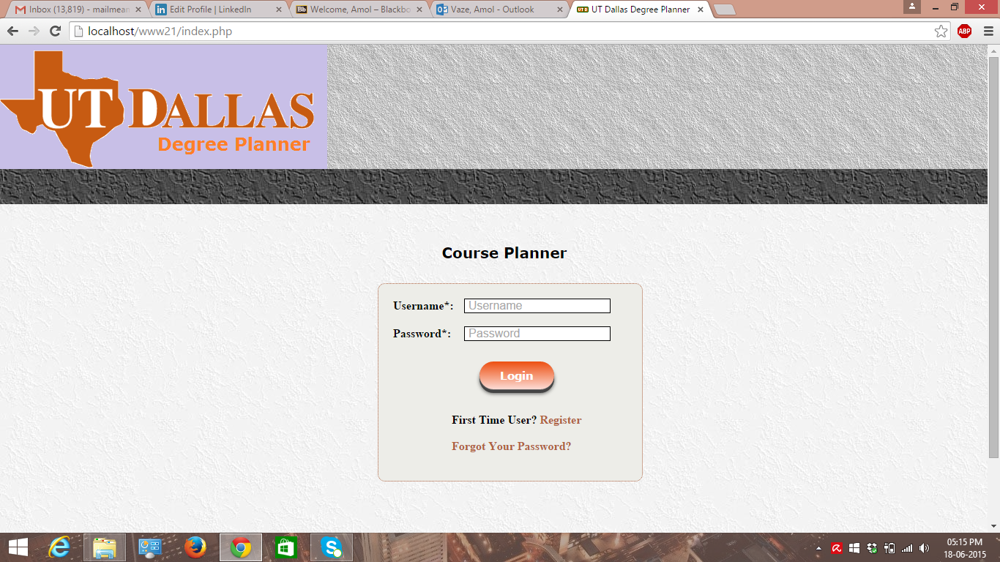 Inbox (13,819) - mailmean
Edit Profile | LinkedIn
Bb Welcome, Amol – Blackbo
Vaze, Amol - Outlook
UT Dallas Degree Planner
localhost/www21/index.php
ABP
UT DALLAS
Degree Planner
Course Planner
Username*: Username
Password*: Password
Login
First Time User? Register
Forgot Your Password?
05:15 PM
18-06-2015